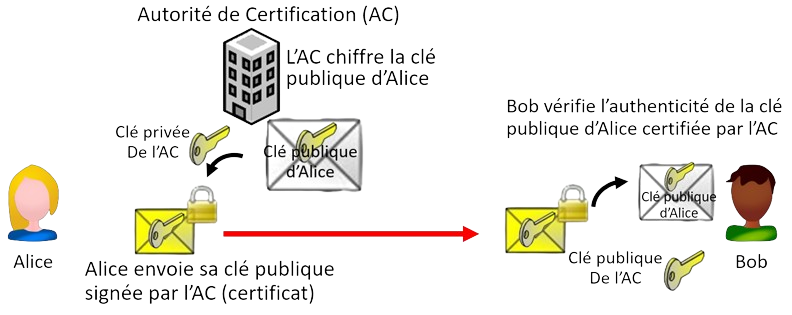 Autorité de Certification (AC)
L'AC chiffre la clé
publique d'Alice
Clé privée
De l'AC
Clé publique
d'Alice
Alice
Alice envoie sa clé publique
signée par l'AC (certificat)
Bob vérifie l'authenticité de la clé
publique d'Alice certifiée par l'AC
Clé publique
d'Alice
Clé publique
De l'AC
Bob